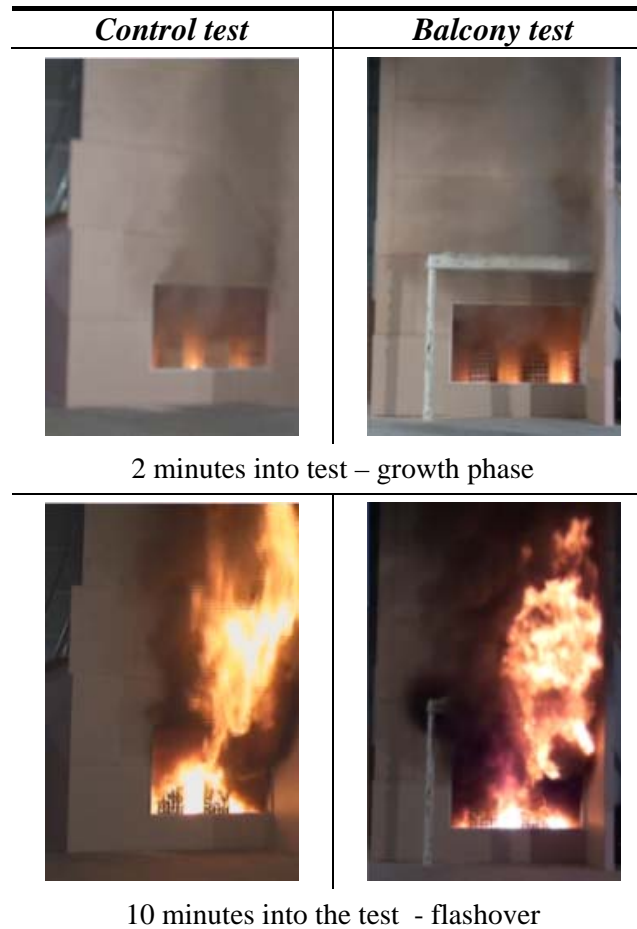 Control test
Balcony test
2 minutes into test – growth phase
10 minutes into the test - flashover